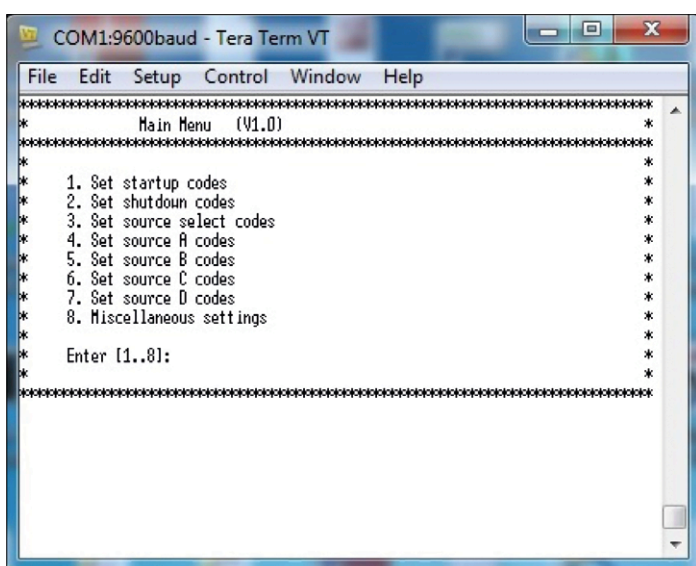 COM1:9600baud - Tera Term VT
File Edit Setup Control Window Help
*******************************************************************************
* Main Menu (V1.0) *
*******************************************************************************
* *
* 1. Set startup codes *
* 2. Set shutdown codes *
* 3. Set source select codes *
* 4. Set source A codes *
* 5. Set source B codes *
* 6. Set source C codes *
* 7. Set source D codes *
* 8. Miscellaneous settings *
* *
* Enter [1..8]: *
* *
*******************************************************************************